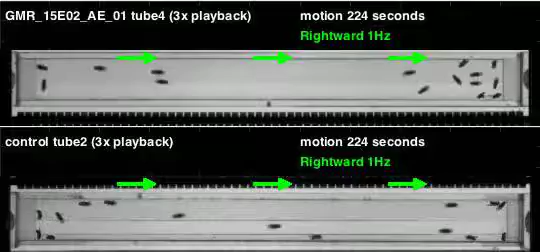 GMR_15E02_AE_01 tube4 (3x playback)
motion 224 seconds
Rightward 1Hz
control tube2 (3x playback)
motion 224 seconds
Rightward 1Hz